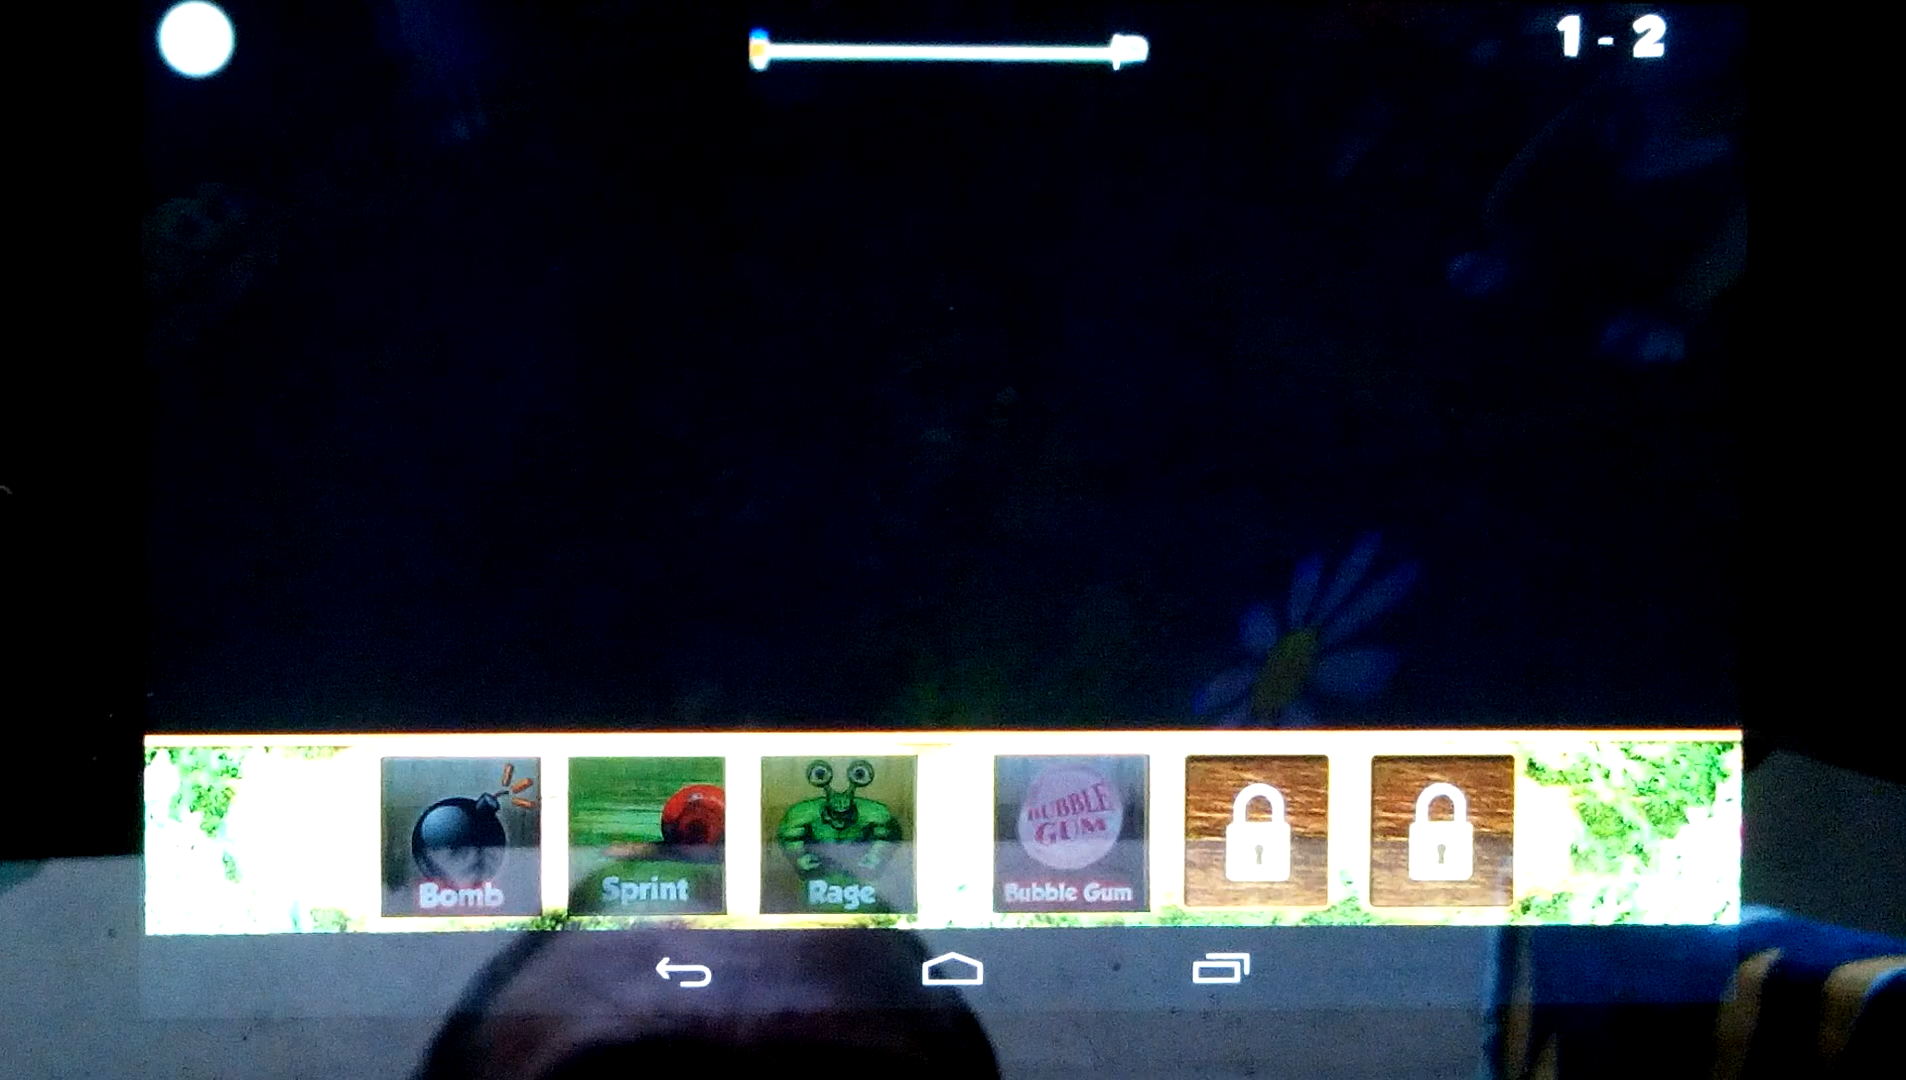 1 - 2
BUBBLE
GUM
Bomb
Sprint
Rage
Bubble Gum